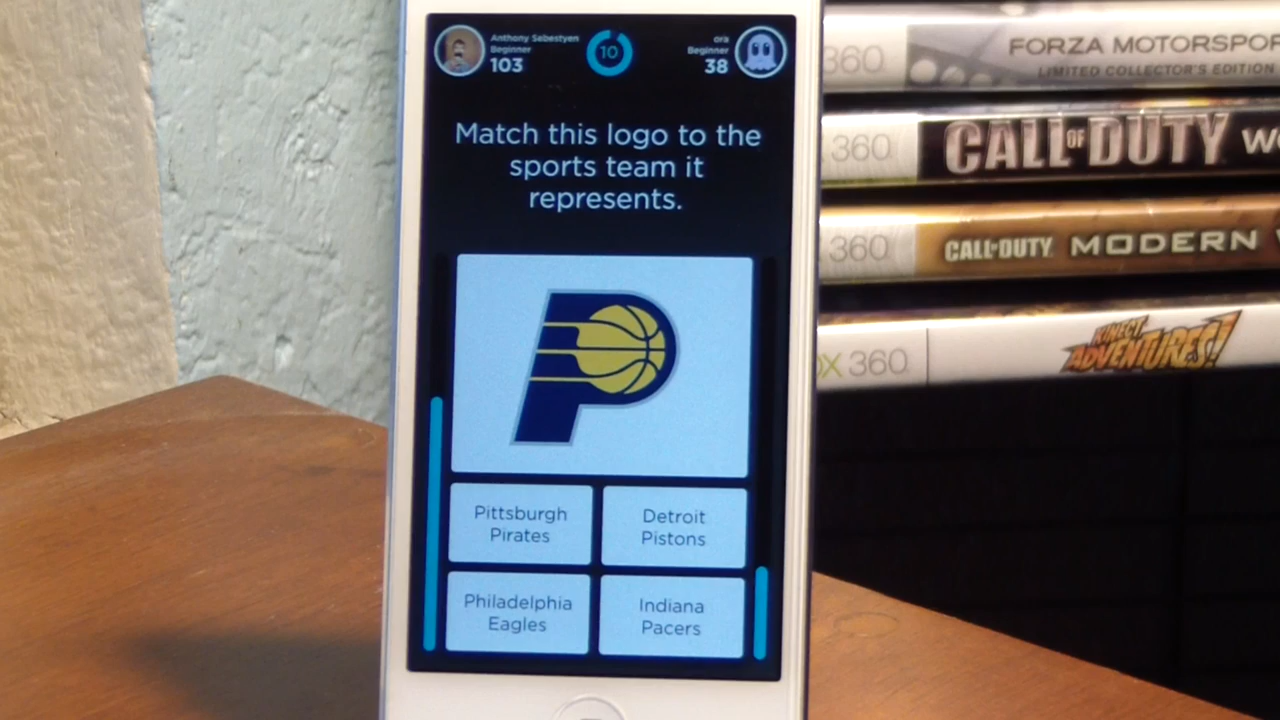 Anthony Sebestyen
Beginner
103
10
ora
Beginner
38
Match this logo to the
sports team it
represents.
P
Pittsburgh
Pirates
Detroit
Pistons
Philadelphia
Eagles
Indiana
Pacers
360
FORZA MOTORSPOR
LIMITED COLLECTOR'S EDITION
360
CALL OF DUTY WO
360
CALL OF DUTY MODERN
X 360
KINECT
ADVENTURES!